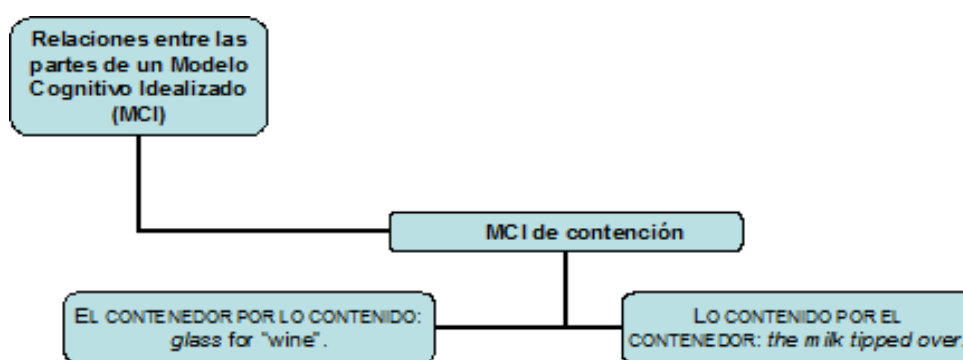 Relaciones entre las
partes de un Modelo
Cognitivo Idealizado
(MCI)
MCI de contención
EL CONTENEDOR POR LO CONTENIDO:
glass for "wine".
LO CONTENIDO POR EL
CONTENEDOR: the milk tipped over.